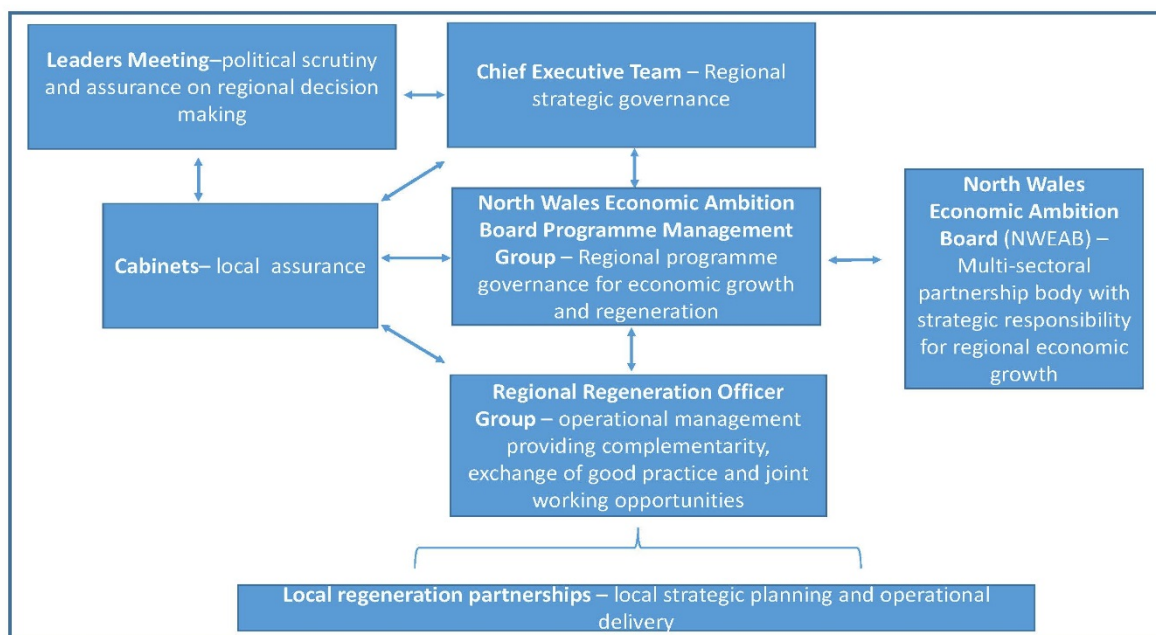 Leaders Meeting–political scrutiny
and assurance on regional decision
making
Chief Executive Team – Regional
strategic governance
Cabinets– local assurance
North Wales Economic Ambition
Board Programme Management
Group – Regional programme
governance for economic growth
and regeneration
North Wales
Economic Ambition
Board (NWEAB) –
Multi-sectoral
partnership body with
strategic responsibility
for regional economic
growth
Regional Regeneration Officer
Group – operational management
providing complementarity,
exchange of good practice and joint
working opportunities
Local regeneration partnerships – local strategic planning and operational
delivery